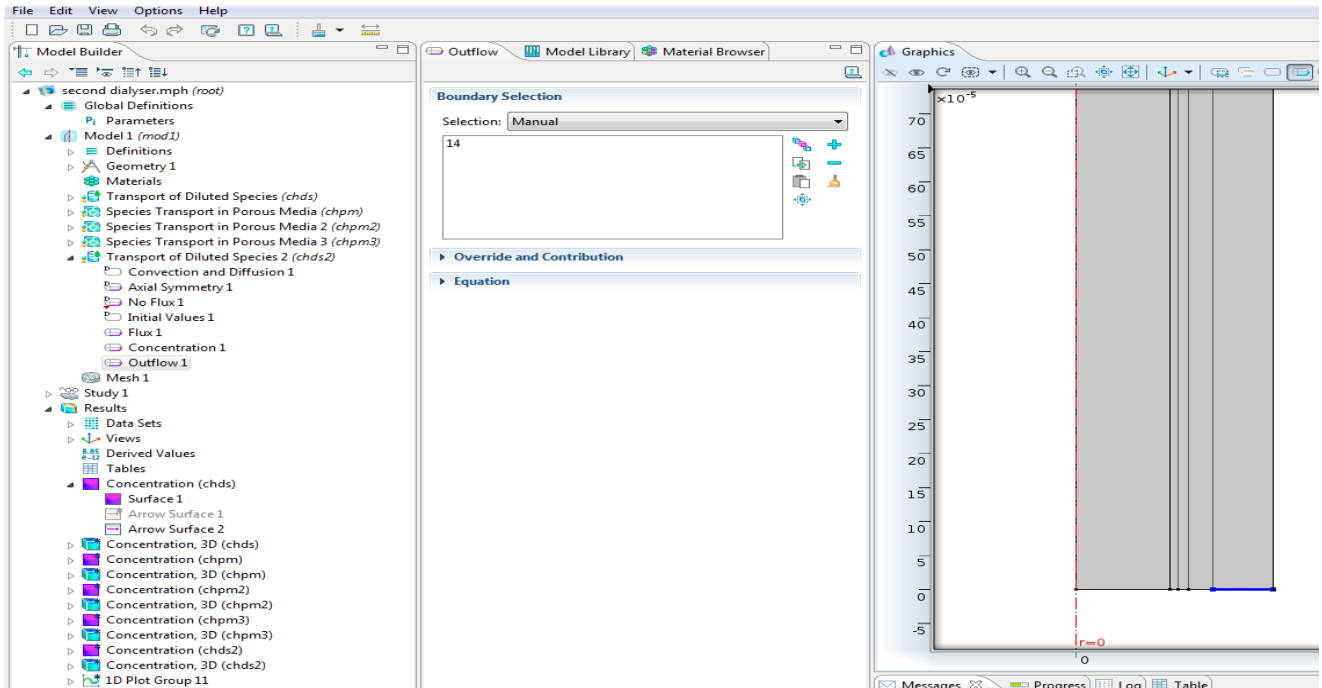 File Edit View Options Help
Model Builder
second dialyser.mph (root)
Global Definitions
Pi Parameters
Model 1 (mod1)
Definitions
Geometry 1
Materials
Transport of Diluted Species (chds)
Species Transport in Porous Media (chpm)
Species Transport in Porous Media 2 (chpm2)
Species Transport in Porous Media 3 (chpm3)
Transport of Diluted Species 2 (chds2)
Convection and Diffusion 1
Axial Symmetry 1
No Flux 1
Initial Values 1
Flux 1
Concentration 1
Outflow 1
Mesh 1
Study 1
Results
Data Sets
Views
8.85
e-12
Derived Values
Tables
Concentration (chds)
Surface 1
Arrow Surface 1
Arrow Surface 2
Concentration, 3D (chds)
Concentration (chpm)
Concentration, 3D (chpm)
Concentration (chpm2)
Concentration, 3D (chpm2)
Concentration (chpm3)
Concentration, 3D (chpm3)
Concentration (chds2)
Concentration, 3D (chds2)
1D Plot Group 11
Outflow Model Library Material Browser
Boundary Selection
Selection: Manual
14
Override and Contribution
Equation
Graphics
×10⁻⁵
70
65
60
55
50
45
40
35
30
25
20
15
10
5
0
-5
r=0
0
Messages Progress Log Table